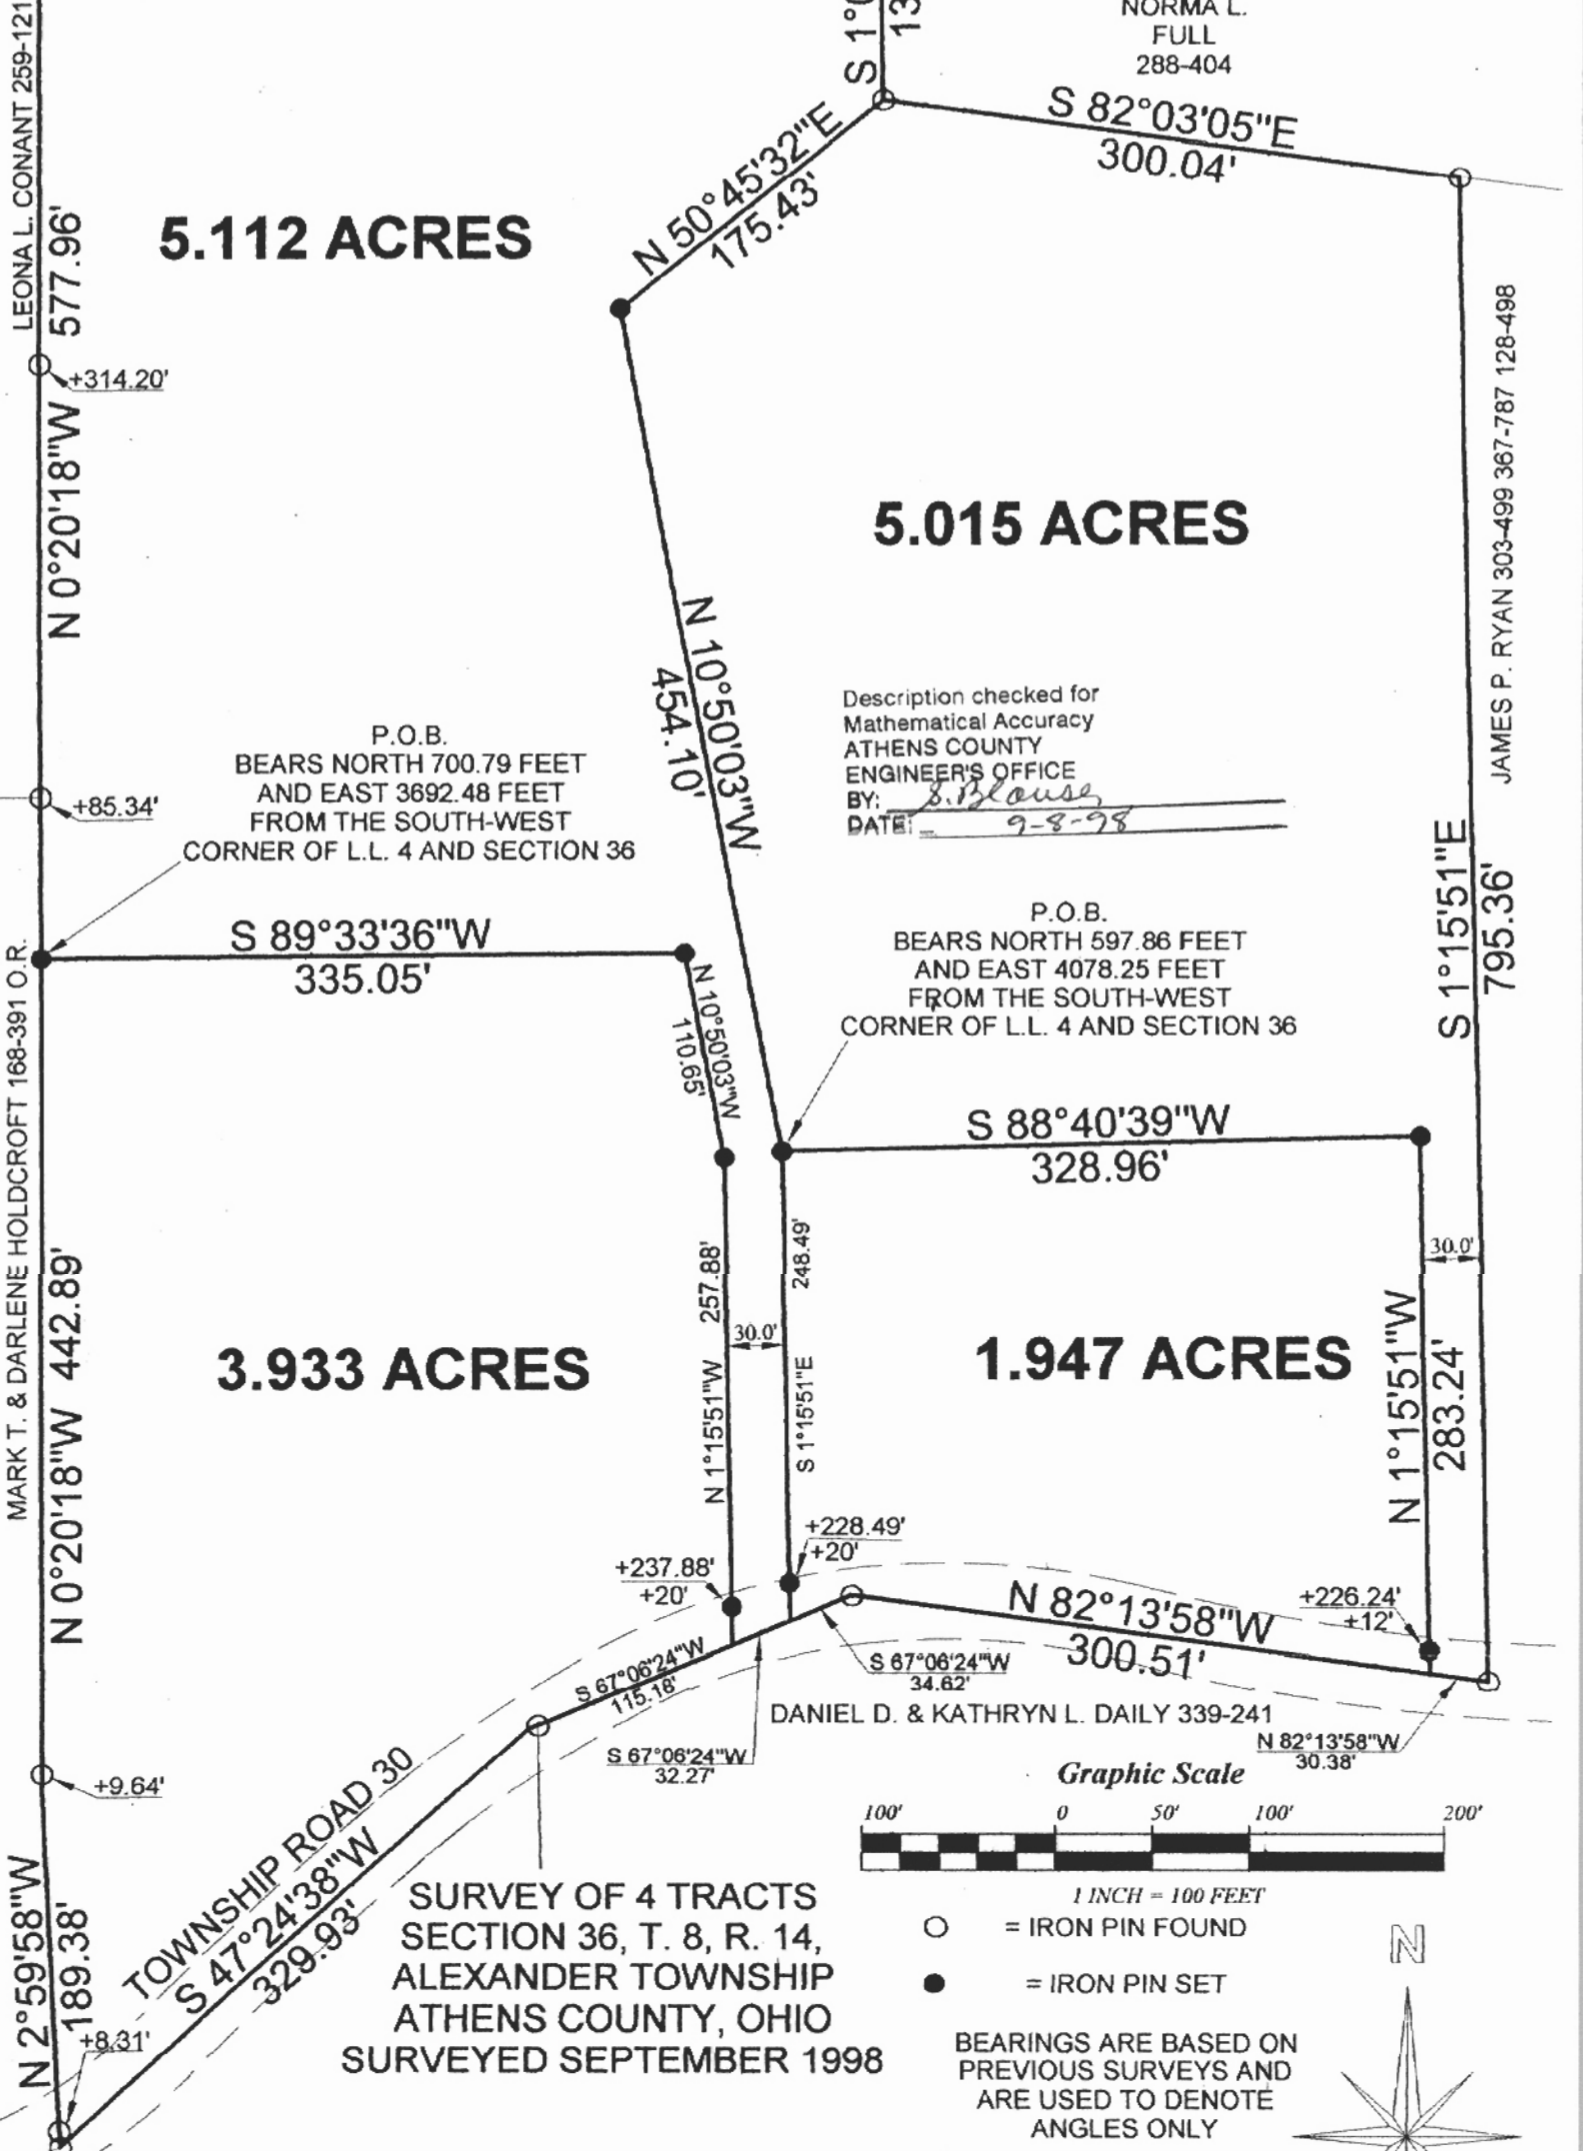 NORMA L.
FULL
288-404
S 82°03'05"E
300.04'
N 50°45'32"E
175.43'
LEONA L. CONANT 259-121
5.112 ACRES
N 0°20'18"W 577.96'
+314.20'
5.015 ACRES
JAMES P. RYAN 303-499 367-787 128-498
N 10°50'03"W
454.10'
Description checked for
Mathematical Accuracy
ATHENS COUNTY
ENGINEER'S OFFICE
BY: S. Blouser
DATE: 9-8-98
P.O.B.
BEARS NORTH 700.79 FEET
AND EAST 3692.48 FEET
FROM THE SOUTH-WEST
CORNER OF L.L. 4 AND SECTION 36
+85.34'
S 1°15'51"E
795.36'
S 89°33'36"W
335.05'
P.O.B.
BEARS NORTH 597.86 FEET
AND EAST 4078.25 FEET
FROM THE SOUTH-WEST
CORNER OF L.L. 4 AND SECTION 36
N 10°50'03"W
110.65'
S 88°40'39"W
328.96'
MARK T. & DARLENE HOLDCROFT 168-391 O.R.
N 0°20'18"W 442.89'
3.933 ACRES
N 1°15'51"W 257.88'
30.0'
S 1°15'51"E 248.49'
1.947 ACRES
30.0'
N 1°15'51"W
283.24'
+237.88'
+20'
+228.49'
+20'
+226.24'
+12'
N 82°13'58"W
300.51'
S 67°06'24"W
115.18'
S 67°06'24"W
34.62'
S 67°06'24"W
32.27'
DANIEL D. & KATHRYN L. DAILY 339-241
N 82°13'58"W
30.38'
+9.64'
TOWNSHIP ROAD 30
S 47°24'38"W
329.93'
N 2°59'58"W
189.38'
+8.31'
Graphic Scale
100' 0 50' 100' 200'
1 INCH = 100 FEET
SURVEY OF 4 TRACTS
SECTION 36, T. 8, R. 14,
ALEXANDER TOWNSHIP
ATHENS COUNTY, OHIO
SURVEYED SEPTEMBER 1998
= IRON PIN FOUND
= IRON PIN SET
BEARINGS ARE BASED ON
PREVIOUS SURVEYS AND
ARE USED TO DENOTE
ANGLES ONLY
N